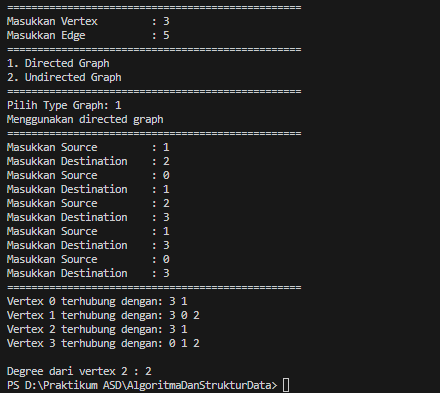 ==================================================
Masukkan Vertex : 3
Masukkan Edge : 5
==================================================
1. Directed Graph
2. Undirected Graph
==================================================
Pilih Type Graph: 1
Menggunakan directed graph
==================================================
Masukkan Source : 1
Masukkan Destination : 2
Masukkan Source : 0
Masukkan Destination : 1
Masukkan Source : 2
Masukkan Destination : 3
Masukkan Source : 1
Masukkan Destination : 3
Masukkan Source : 0
Masukkan Destination : 3
==================================================
Vertex 0 terhubung dengan: 3 1
Vertex 1 terhubung dengan: 3 0 2
Vertex 2 terhubung dengan: 3 1
Vertex 3 terhubung dengan: 0 1 2
Degree dari vertex 2 : 2
PS D:\Praktikum ASD\AlgoritmaDanStrukturData>